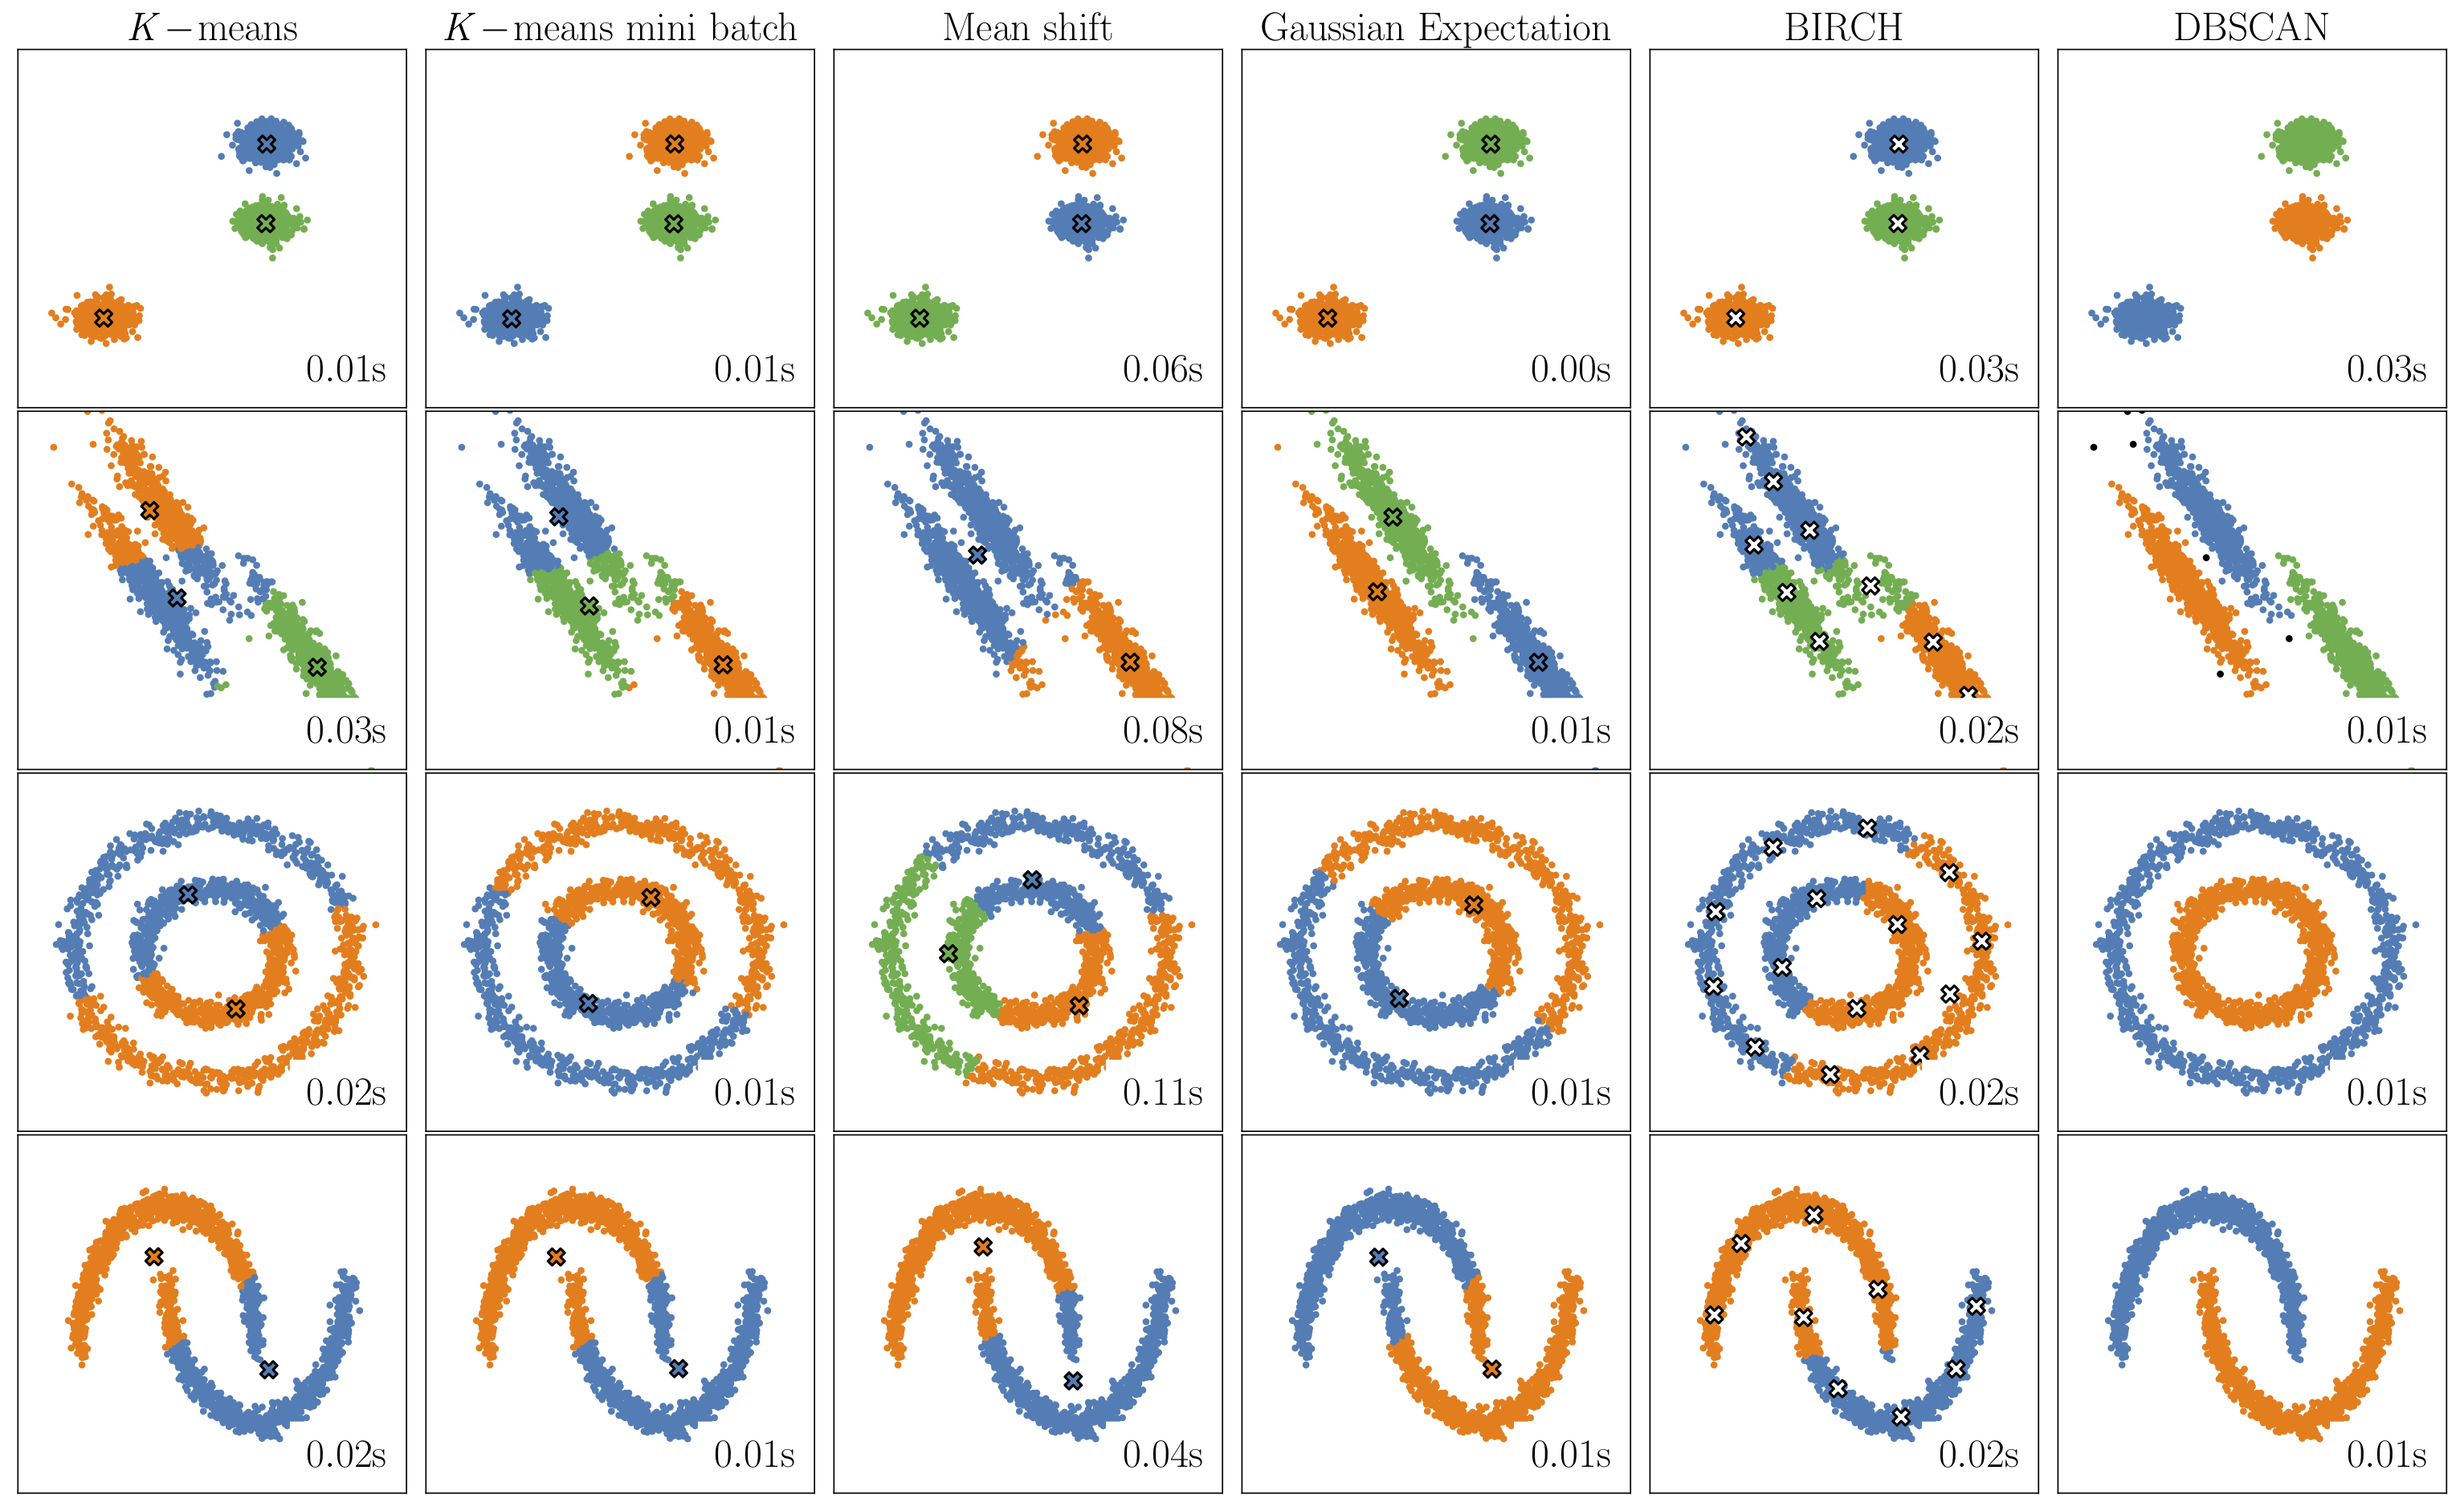 K − means K − means mini batch Mean shift Gaussian Expectation BIRCH DBSCAN
0.01s 0.01s 0.06s 0.00s 0.03s 0.03s
0.03s 0.01s 0.08s 0.01s 0.02s 0.01s
0.02s 0.01s 0.11s 0.01s 0.02s 0.01s
0.02s 0.01s 0.04s 0.01s 0.02s 0.01s